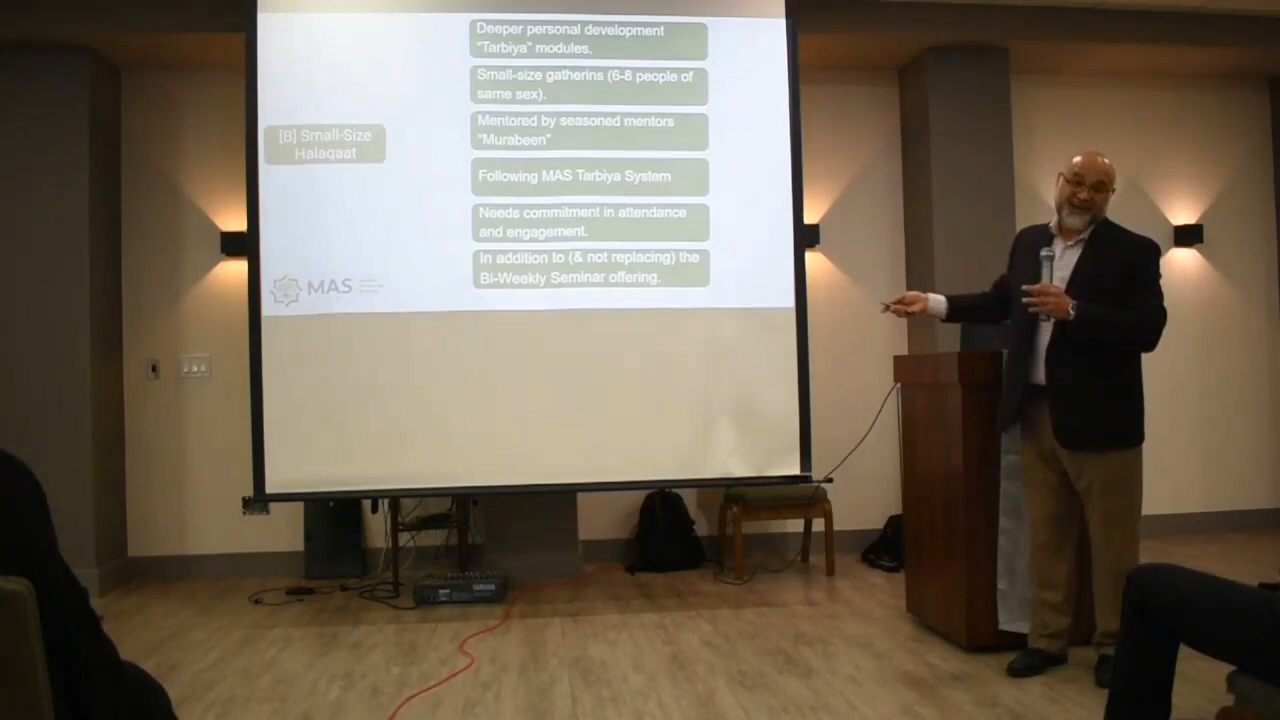 Deeper personal development
"Tarbiya" modules.
Small-size gatherins (6-8 people of
same sex).
[B] Small-Size
Halaqaat
Mentored by seasoned mentors
"Murabeen"
Following MAS Tarbiya System
Needs commitment in attendance
and engagement.
In addition to (& not replacing) the
Bi-Weekly Seminar offering.
MAS